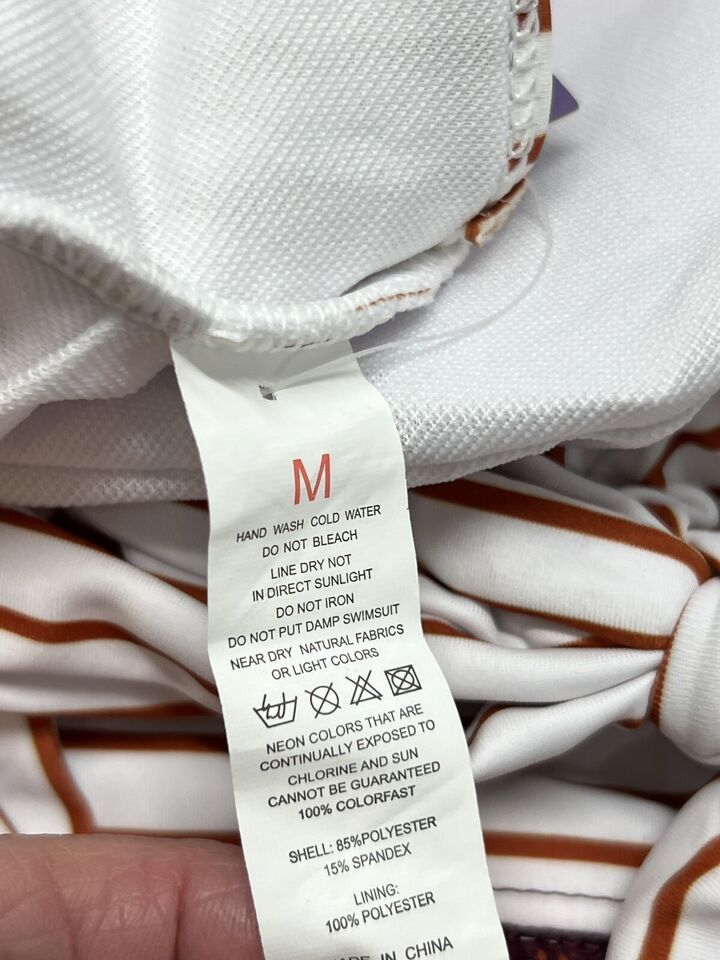 M
HAND WASH COLD WATER
DO NOT BLEACH
LINE DRY NOT
IN DIRECT SUNLIGHT
DO NOT IRON
DO NOT PUT DAMP SWIMSUIT
NEAR DRY NATURAL FABRICS
OR LIGHT COLORS
NEON COLORS THAT ARE
CONTINUALLY EXPOSED TO
CHLORINE AND SUN
CANNOT BE GUARANTEED
100% COLORFAST
SHELL: 85%POLYESTER
15% SPANDEX
LINING:
100% POLYESTER
IN CHINA